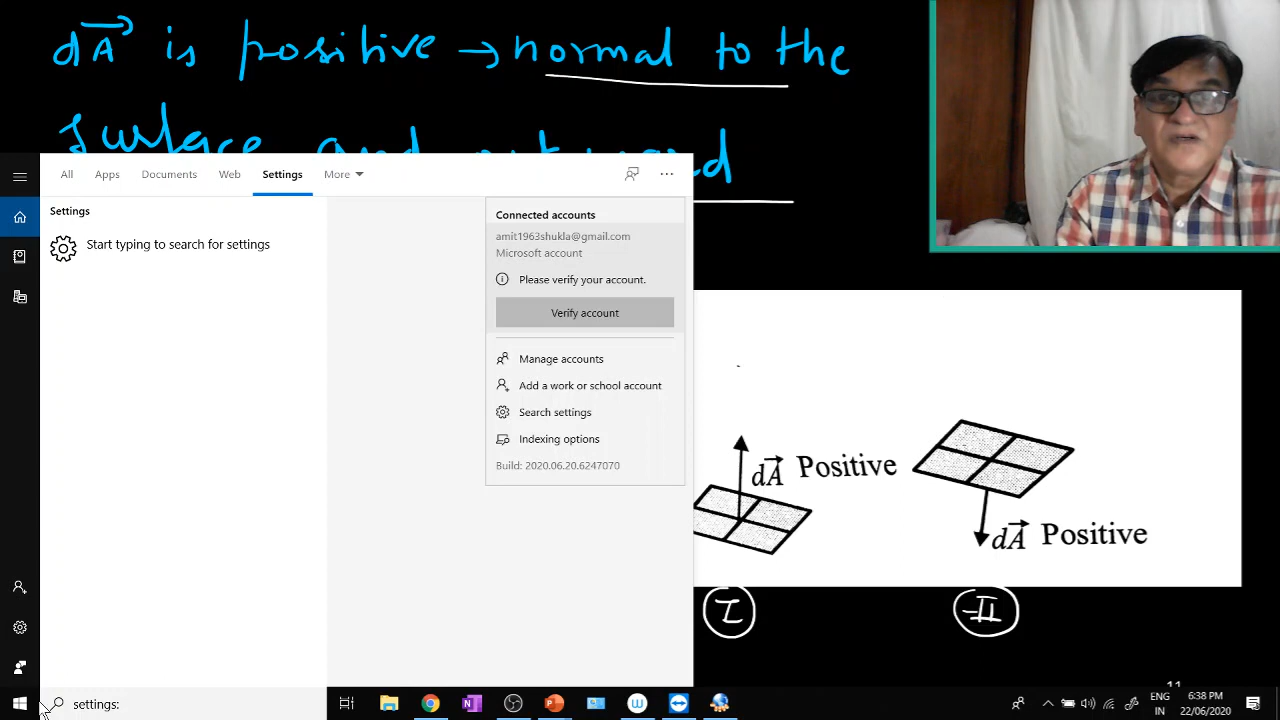 dA is positive → normal to the
surface and outward
All Apps Documents Web Settings More
Settings
Start typing to search for settings
Connected accounts
amit1963shukla@gmail.com
Microsoft account
Please verify your account.
Verify account
Manage accounts
Add a work or school account
Search settings
Indexing options
Build: 2020.06.20.6247070
dA Positive
dA Positive
I
II
11
settings:
ENG
IN
6:38 PM
22/06/2020